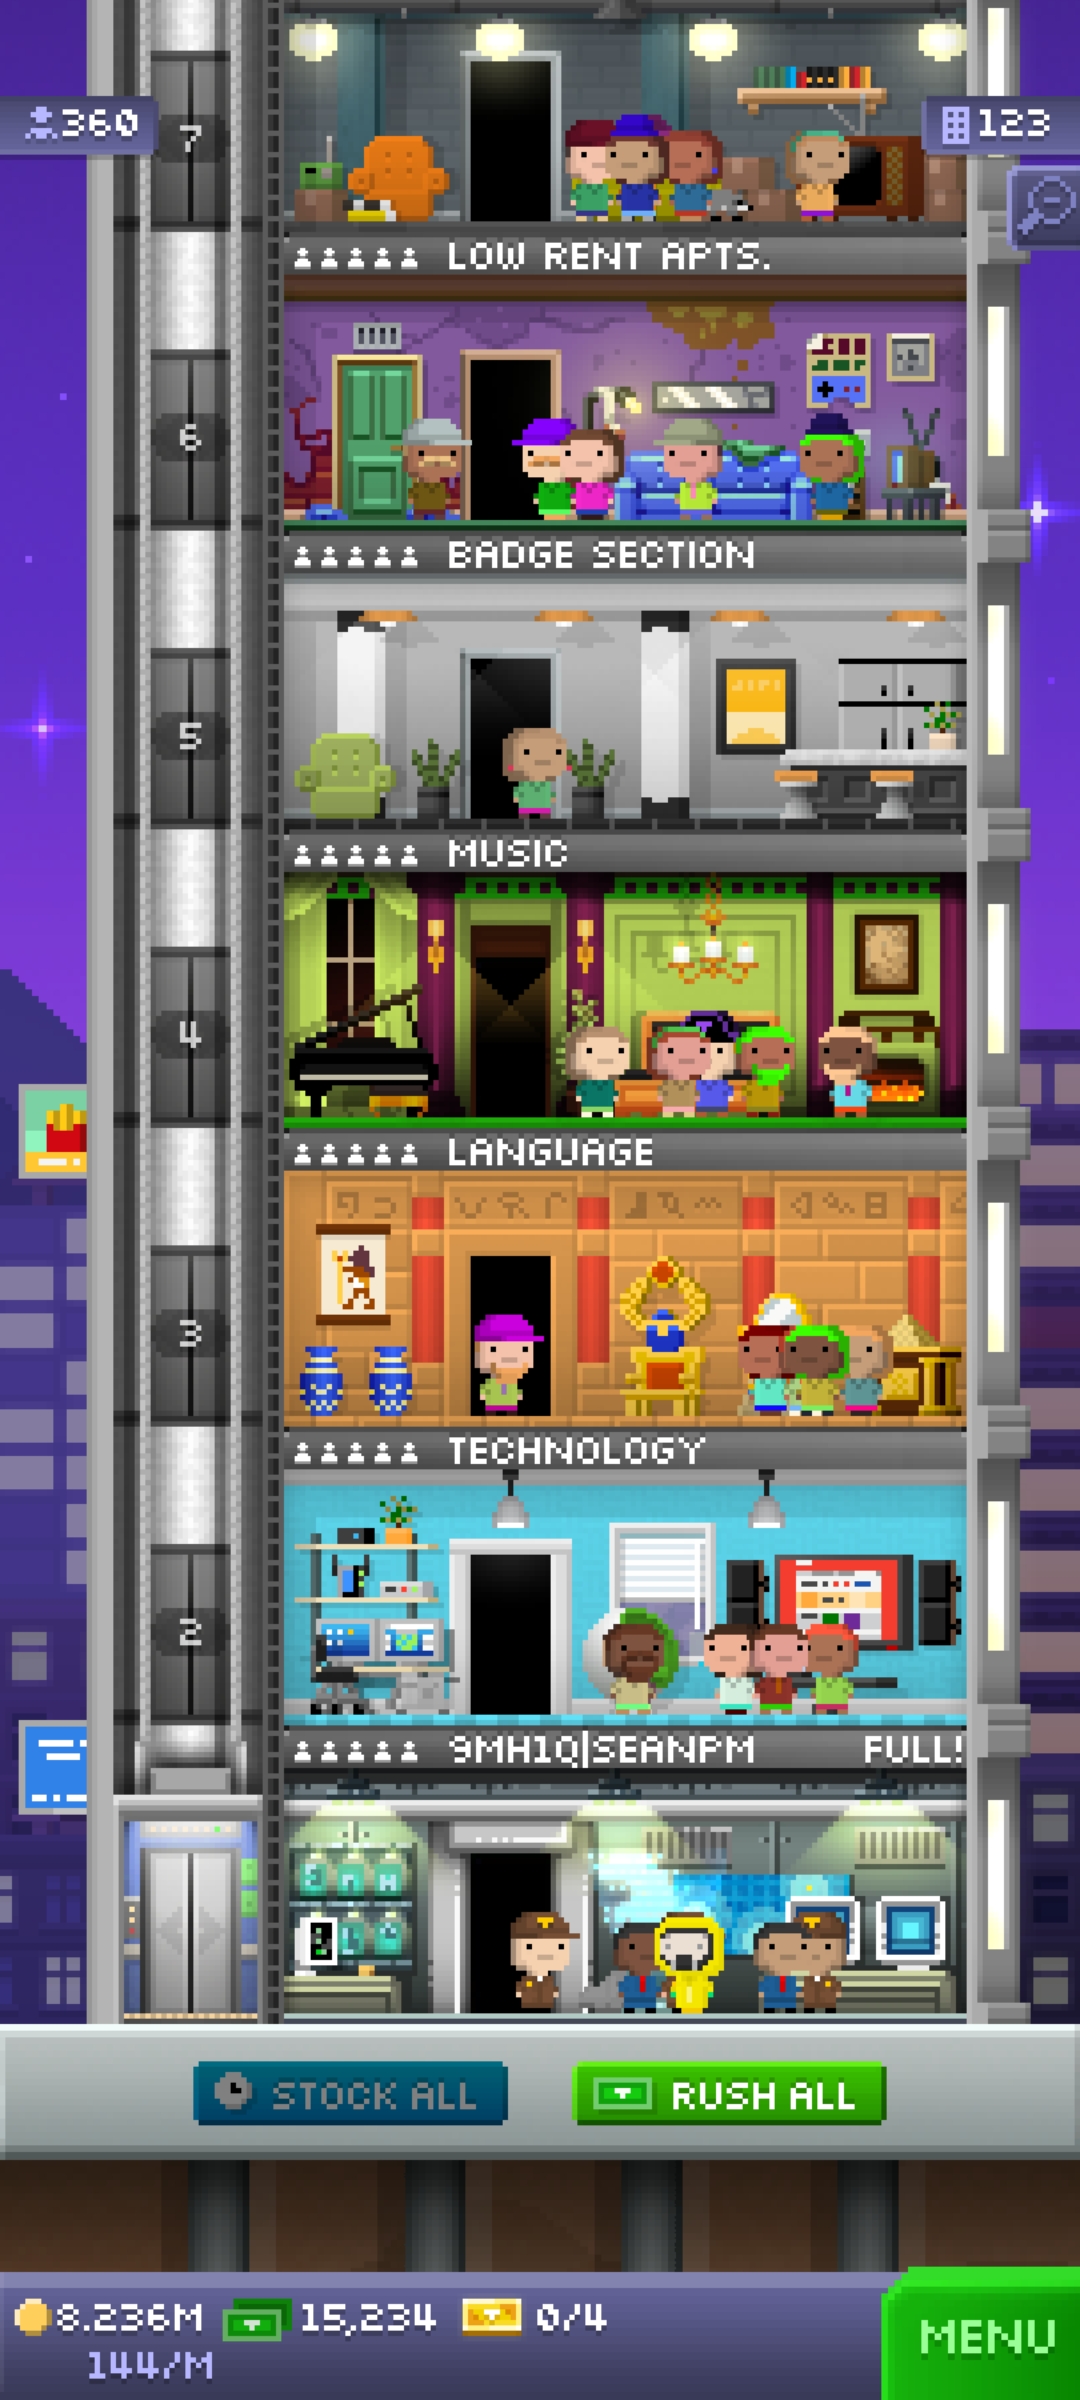 360
123
7
LOW RENT APTS.
6
BADGE SECTION
5
MUSIC
4
LANGUAGE
3
TECHNOLOGY
2
9MH1Q|SEANPM FULL!
STOCK ALL
RUSH ALL
8.236M 15,234 0/4
144/M
MENU